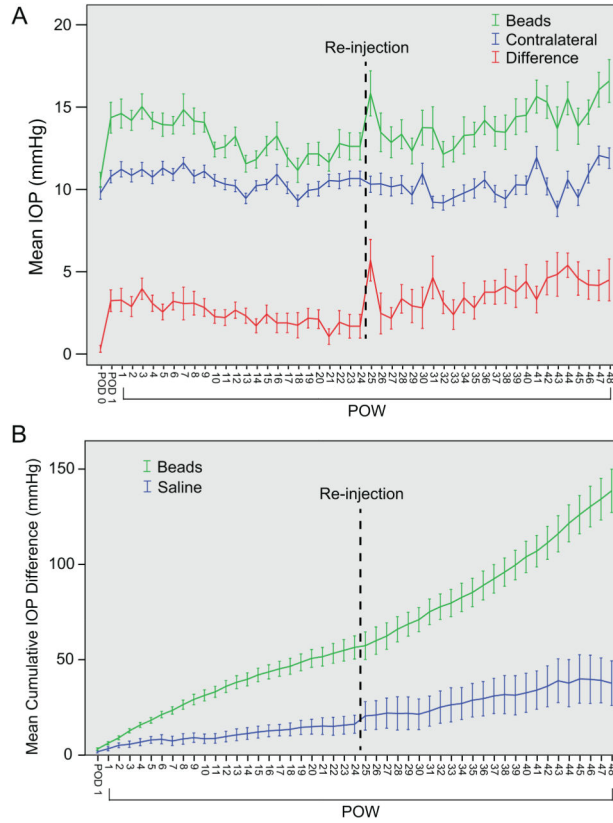 A
20
15
10
5
0
Mean IOP (mmHg)
Re-injection
Beads
Contralateral
Difference
POD 0 POD 1 1 2 3 4 5 6 7 8 9 10 11 12 13 14 15 16 17 18 19 20 21 22 23 24 25 26 27 28 29 30 31 32 33 34 35 36 37 38 39 40 41 42 43 44 45 46 47 48
POW
B
150
100
50
0
Mean Cumulative IOP Difference (mmHg)
Beads
Saline
Re-injection
POD 1 1 2 3 4 5 6 7 8 9 10 11 12 13 14 15 16 17 18 19 20 21 22 23 24 25 26 27 28 29 30 31 32 33 34 35 36 37 38 39 40 41 42 43 44 45 46 47 48
POW